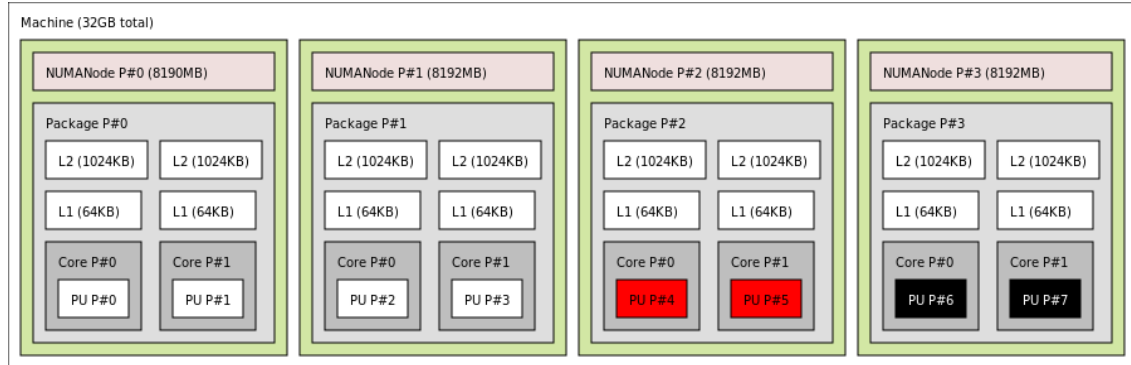 Machine (32GB total)
NUMANode P#0 (8190MB)
Package P#0
L2 (1024KB) L2 (1024KB)
L1 (64KB) L1 (64KB)
Core P#0 Core P#1
PU P#0 PU P#1
NUMANode P#1 (8192MB)
Package P#1
L2 (1024KB) L2 (1024KB)
L1 (64KB) L1 (64KB)
Core P#0 Core P#1
PU P#2 PU P#3
NUMANode P#2 (8192MB)
Package P#2
L2 (1024KB) L2 (1024KB)
L1 (64KB) L1 (64KB)
Core P#0 Core P#1
PU P#4 PU P#5
NUMANode P#3 (8192MB)
Package P#3
L2 (1024KB) L2 (1024KB)
L1 (64KB) L1 (64KB)
Core P#0 Core P#1
PU P#6 PU P#7